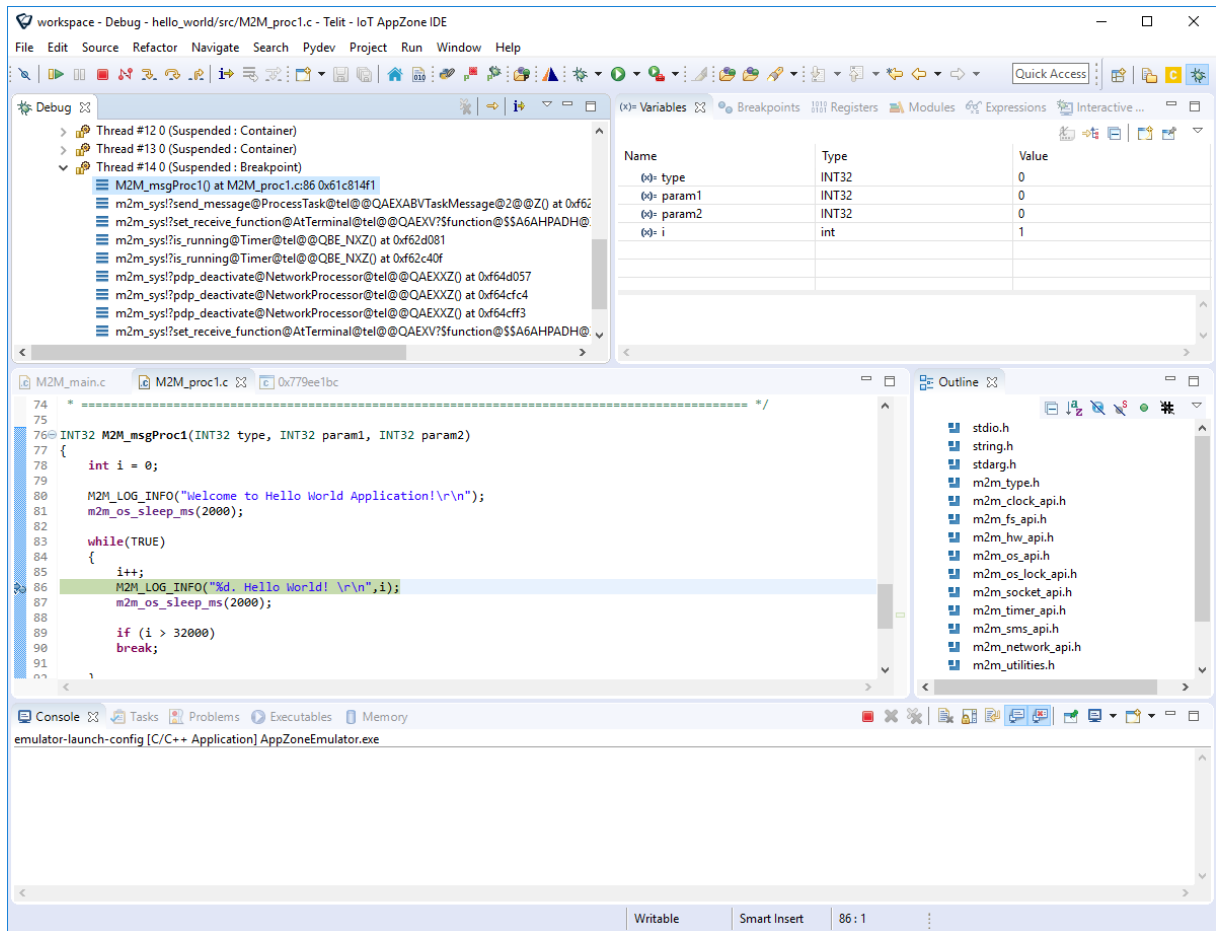 workspace - Debug - hello_world/src/M2M_proc1.c - Telit - IoT AppZone IDE
File Edit Source Refactor Navigate Search Pydev Project Run Window Help
Quick Access
Debug
Thread #12 0 (Suspended : Container)
Thread #13 0 (Suspended : Container)
Thread #14 0 (Suspended : Breakpoint)
M2M_msgProc1() at M2M_proc1.c:86 0x61c814f1
m2m_sys!?send_message@ProcessTask@tel@@QAEXABVTaskMessage@2@@Z() at 0xf62
m2m_sys!?set_receive_function@AtTerminal@tel@@QAEXV?$function@$$A6AHPADH@
m2m_sys!?is_running@Timer@tel@@QBE_NXZ() at 0xf62d081
m2m_sys!?is_running@Timer@tel@@QBE_NXZ() at 0xf62c40f
m2m_sys!?pdp_deactivate@NetworkProcessor@tel@@QAEXXZ() at 0xf64d057
m2m_sys!?pdp_deactivate@NetworkProcessor@tel@@QAEXXZ() at 0xf64cfc4
m2m_sys!?pdp_deactivate@NetworkProcessor@tel@@QAEXXZ() at 0xf64cff3
m2m_sys!?set_receive_function@AtTerminal@tel@@QAEXV?$function@$$A6AHPADH@
(x)= Variables Breakpoints Registers Modules Expressions Interactive ...
Name Type Value
(x)= type INT32 0
(x)= param1 INT32 0
(x)= param2 INT32 0
(x)= i int 1
M2M_main.c M2M_proc1.c 0x779ee1bc
74 * ============================================================================================== */
75
76 INT32 M2M_msgProc1(INT32 type, INT32 param1, INT32 param2)
77 {
78 int i = 0;
79
80 M2M_LOG_INFO("Welcome to Hello World Application!\r\n");
81 m2m_os_sleep_ms(2000);
82
83 while(TRUE)
84 {
85 i++;
86 M2M_LOG_INFO("%d. Hello World! \r\n",i);
87 m2m_os_sleep_ms(2000);
88
89 if (i > 32000)
90 break;
91
92 }
Outline
stdio.h
string.h
stdarg.h
m2m_type.h
m2m_clock_api.h
m2m_fs_api.h
m2m_hw_api.h
m2m_os_api.h
m2m_os_lock_api.h
m2m_socket_api.h
m2m_timer_api.h
m2m_sms_api.h
m2m_network_api.h
m2m_utilities.h
Console Tasks Problems Executables Memory
emulator-launch-config [C/C++ Application] AppZoneEmulator.exe
Writable Smart Insert 86 : 1